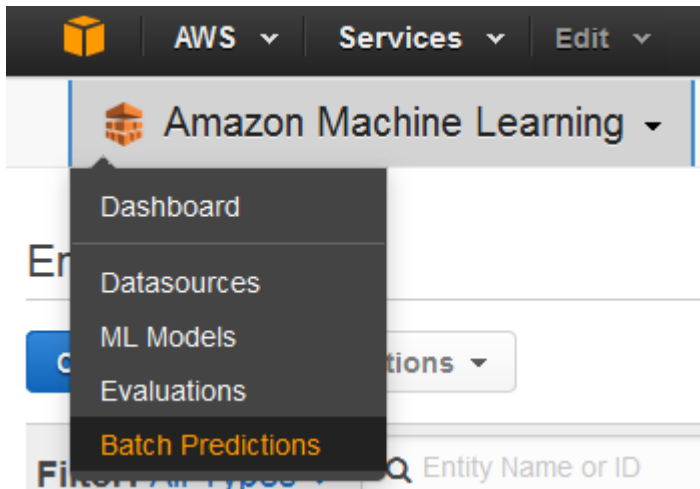 AWS Services Edit
Amazon Machine Learning
Dashboard
Datasources
ML Models
Evaluations
Batch Predictions
Entity Name or ID